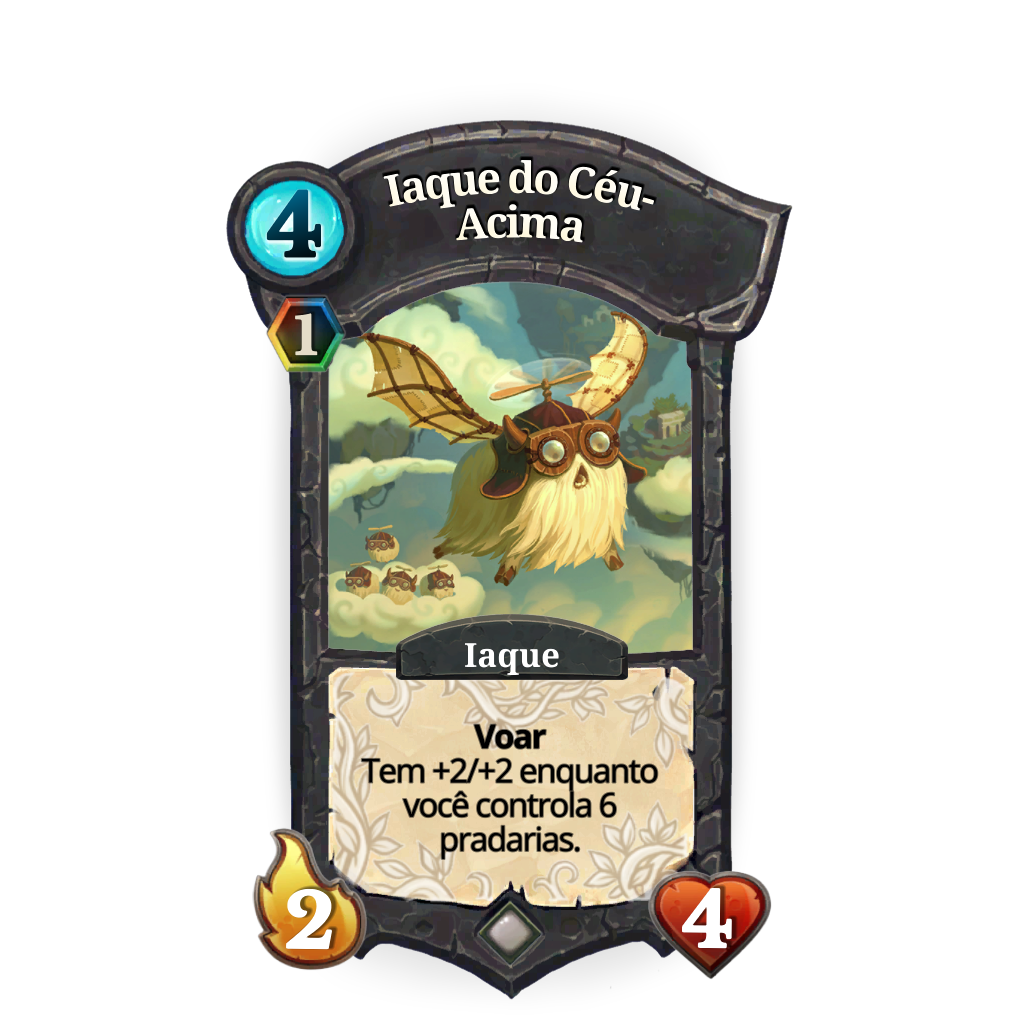 4
Iaque do Céu-
Acima
1
Iaque
Voar
Tem +2/+2 enquanto
você controla 6
pradarias.
2
4